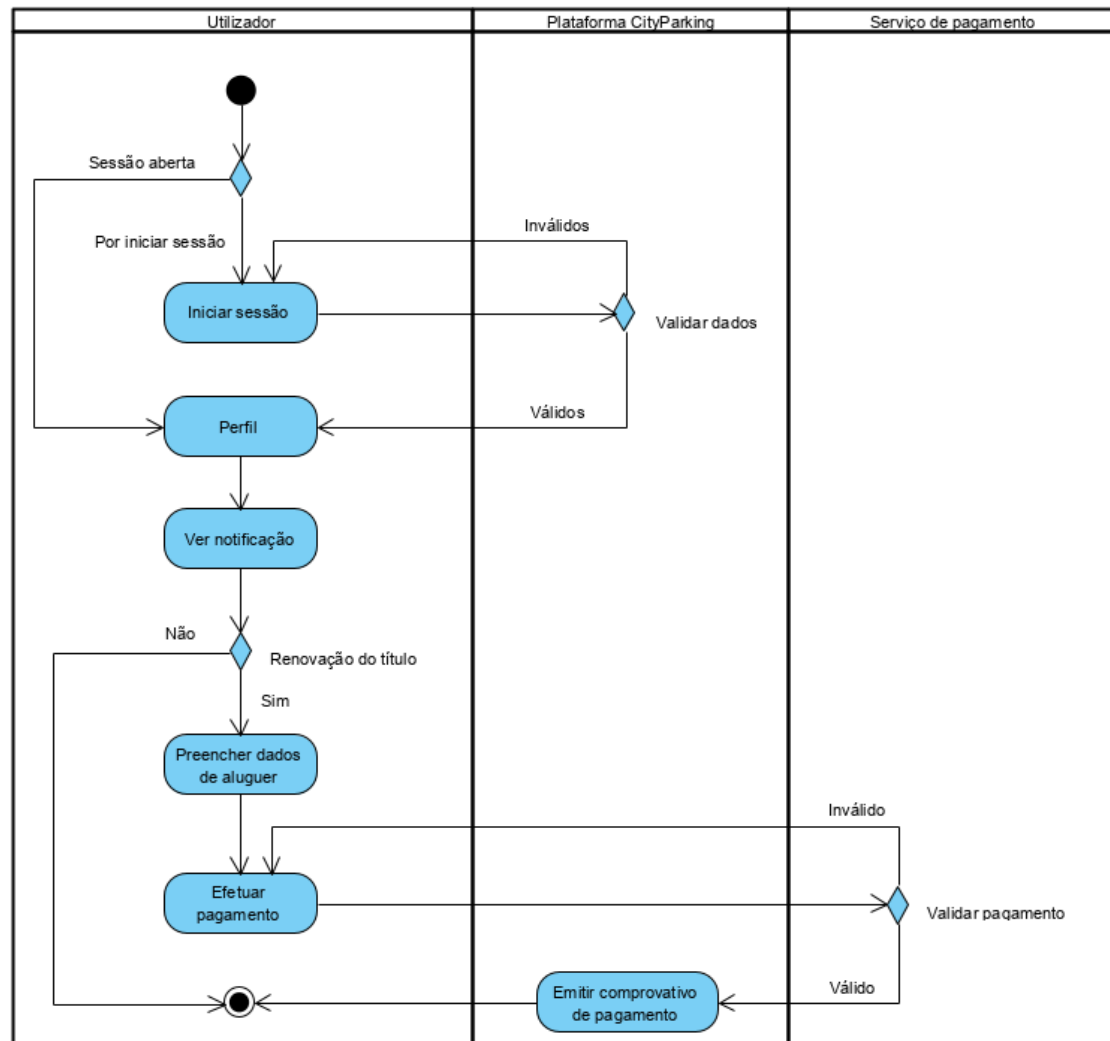 Utilizador
Plataforma CityParking
Serviço de pagamento
Sessão aberta
Por iniciar sessão
Inválidos
Iniciar sessão
Validar dados
Válidos
Perfil
Ver notificação
Não
Renovação do título
Sim
Preencher dados
de aluguer
Inválido
Efetuar
pagamento
Validar pagamento
Emitir comprovativo
de pagamento
Válido